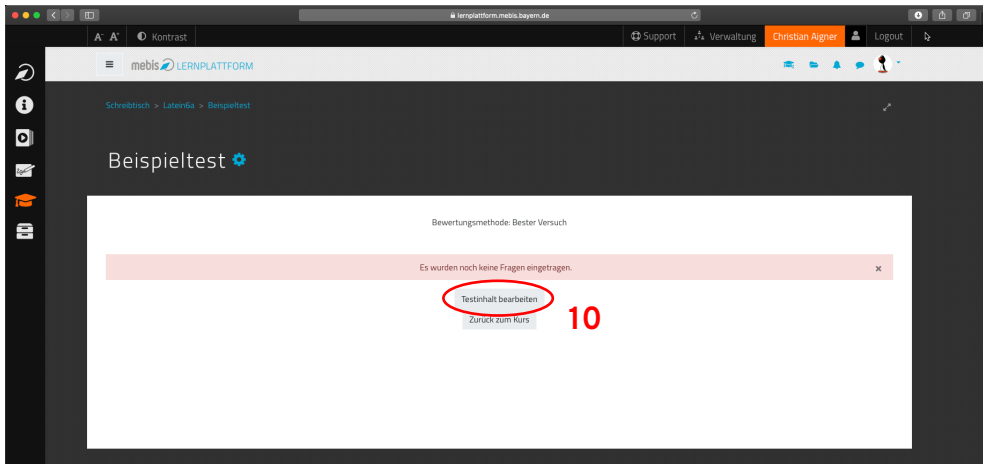 lernplattform.mebis.bayern.de
A- A+ Kontrast Support Verwaltung Christian Aigner Logout
mebis LERNPLATTFORM
Schreibtisch > Latein6a > Beispieltest
Beispieltest
Bewertungsmethode: Bester Versuch
Es wurden noch keine Fragen eingetragen. ×
Testinhalt bearbeiten
10
Zurück zum Kurs